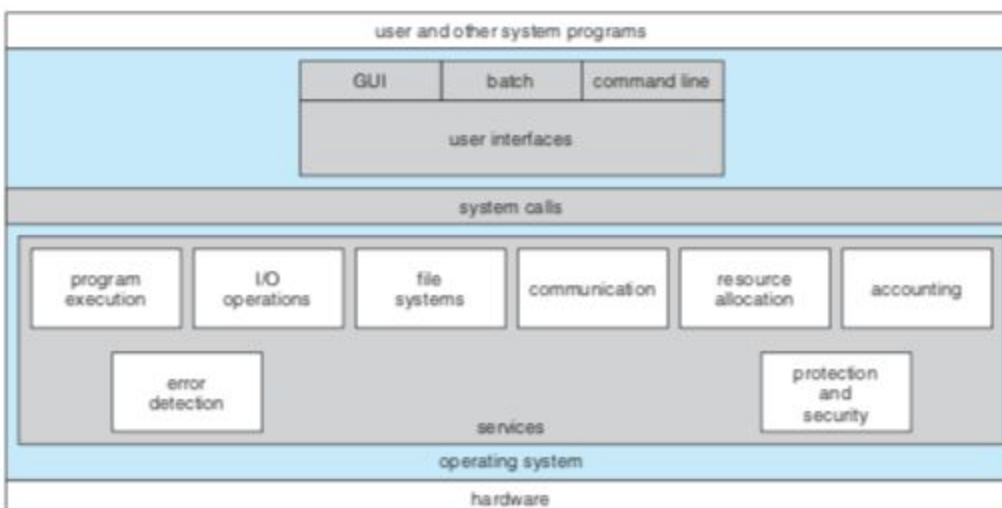 user and other system programs
GUI batch command line
user interfaces
system calls
program execution
I/O operations
file systems
communication
resource allocation
accounting
error detection
protection and security
services
operating system
hardware